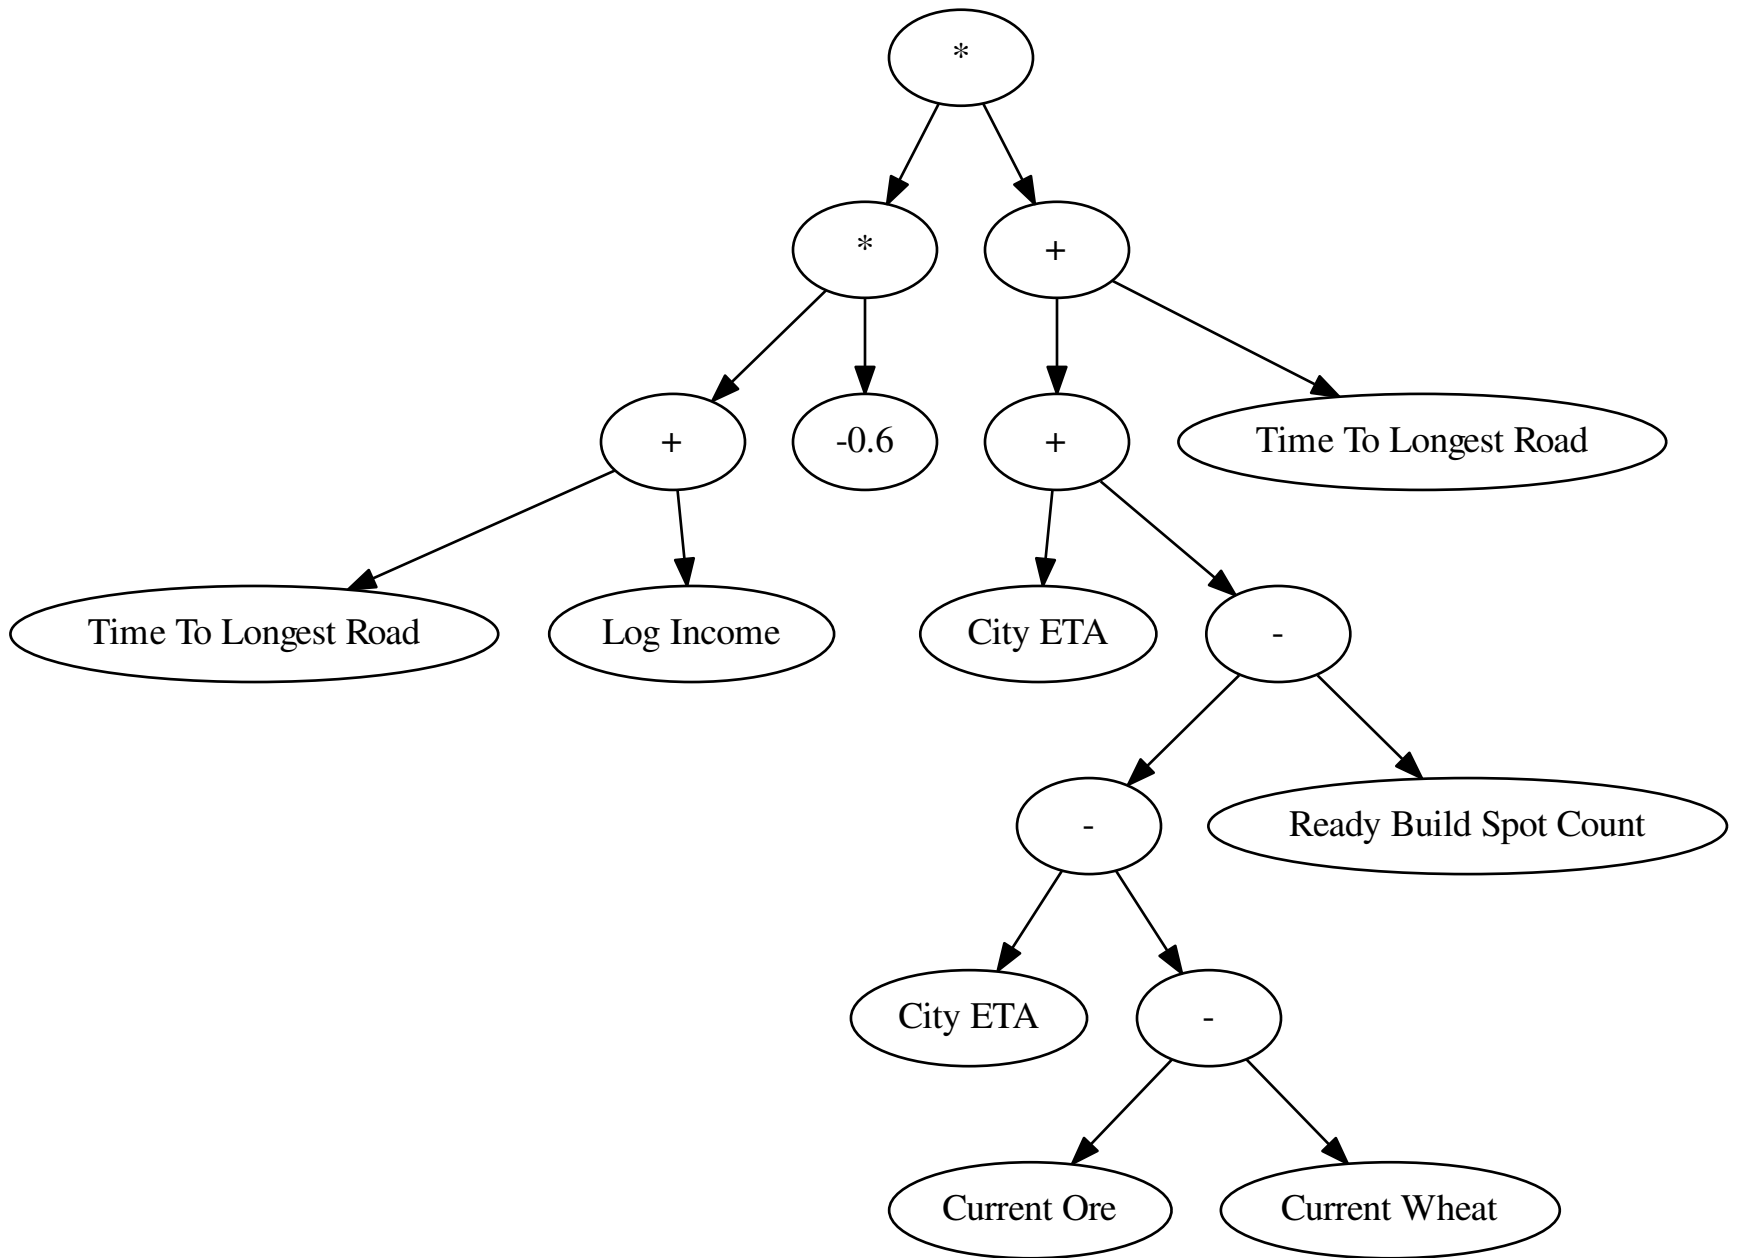 *
*
+
+
-0.6
+
Time To Longest Road
Time To Longest Road
Log Income
City ETA
-
-
Ready Build Spot Count
City ETA
-
Current Ore
Current Wheat